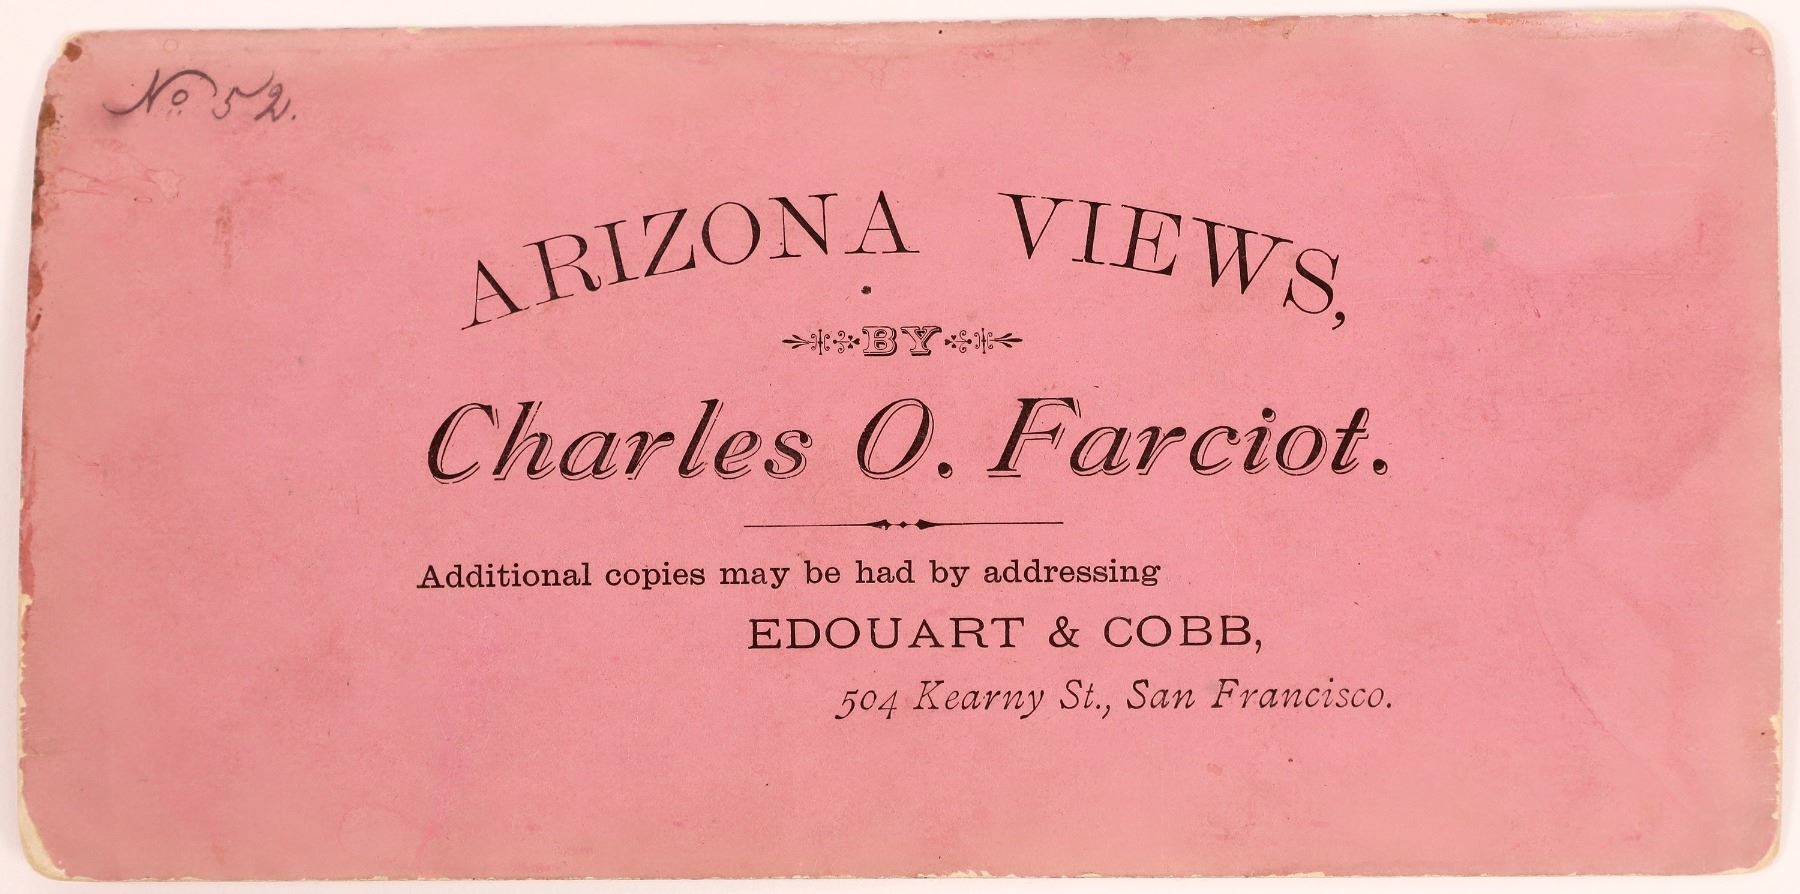 No 52.
ARIZONA VIEWS,
BY
Charles O. Farciot.
Additional copies may be had by addressing
EDOUART & COBB,
504 Kearny St., San Francisco.